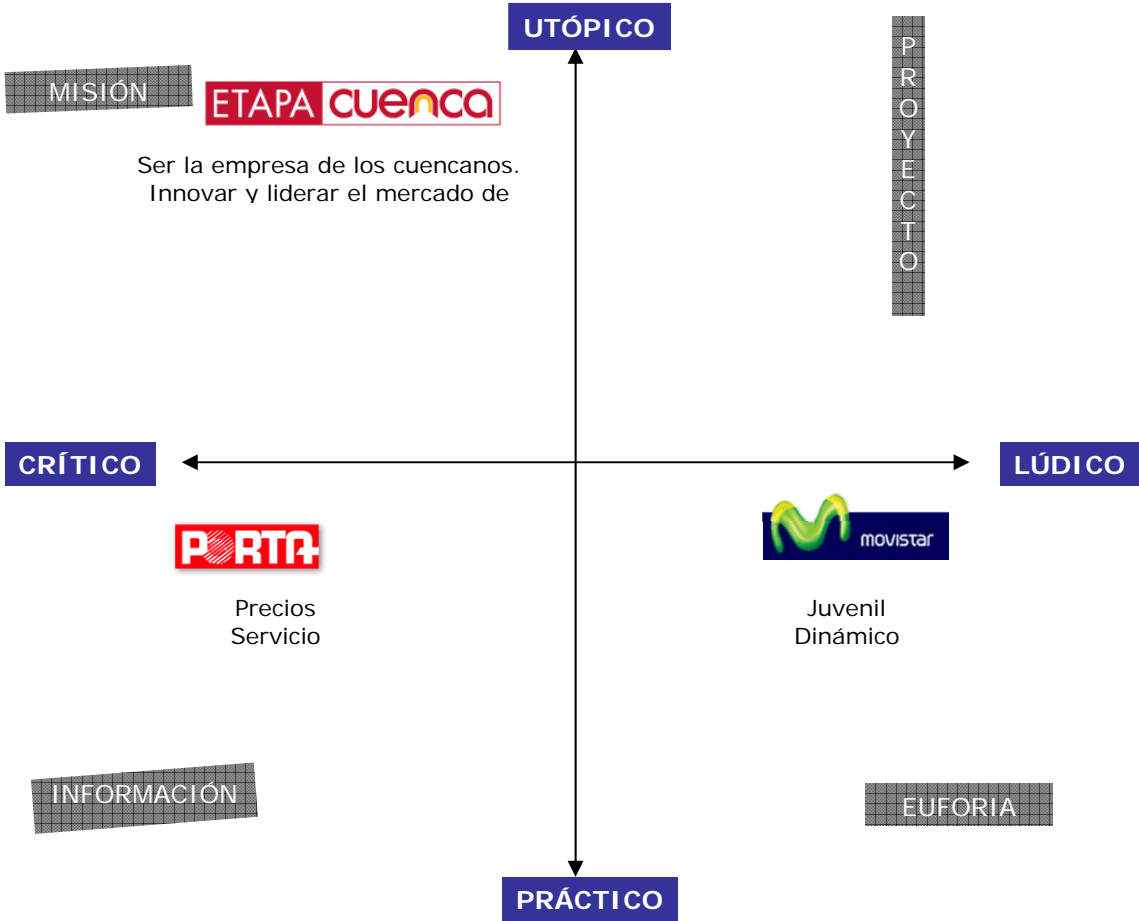 UTÓPICO
MISIÓN
ETAPA cuenca
Ser la empresa de los cuencanos.
Innovar y liderar el mercado de
PROYECTO
CRÍTICO
LÚDICO
PORTA
movistar
Precios
Servicio
Juvenil
Dinámico
INFORMACIÓN
EUFORIA
PRÁCTICO